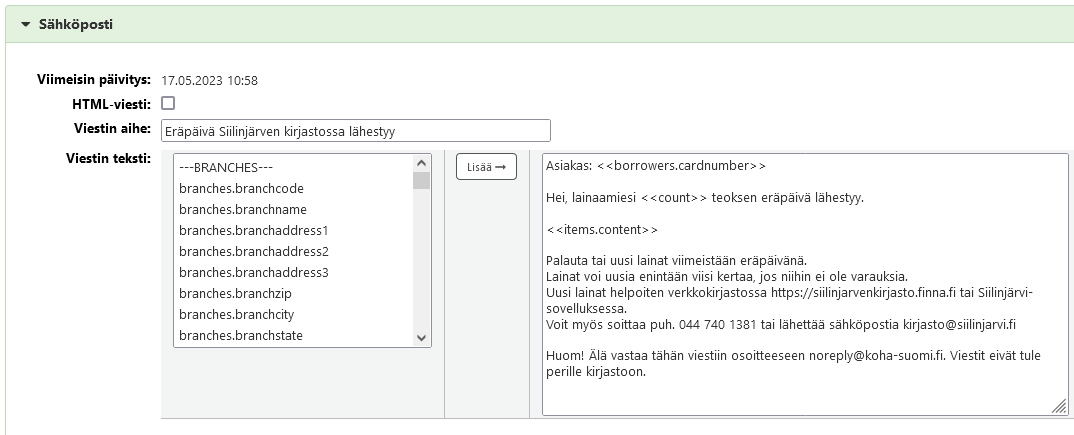 Sähköposti
Viimeisin päivitys: 17.05.2023 10:58
HTML-viesti:
Viestin aihe: Eräpäivä Siilinjärven kirjastossa lähestyy
Viestin teksti:
---BRANCHES---
branches.branchcode
branches.branchname
branches.branchaddress1
branches.branchaddress2
branches.branchaddress3
branches.branchzip
branches.branchcity
branches.branchstate
Lisää →
Asiakas: <<borrowers.cardnumber>>
Hei, lainaamiesi <<count>> teoksen eräpäivä lähestyy.
<<items.content>>
Palauta tai uusi lainat viimeistään eräpäivänä.
Lainat voi uusia enintään viisi kertaa, jos niihin ei ole varauksia.
Uusi lainat helpoiten verkkokirjastossa https://siilinjarvenkirjasto.finna.fi tai Siilinjärvi-
sovelluksessa.
Voit myös soittaa puh. 044 740 1381 tai lähettää sähköpostia kirjasto@siilinjarvi.fi
Huom! Älä vastaa tähän viestiin osoitteeseen noreply@koha-suomi.fi. Viestit eivät tule
perille kirjastoon.